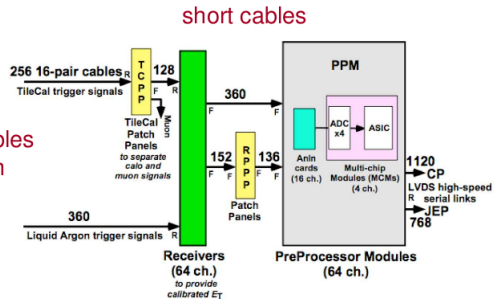 short cables
256 16-pair cables R
TileCal trigger signals
T
C
P
P
128
F R
Muon
F
TileCal
Patch
Panels
to separate
calo and
muon signals
bles
n
360
F F
152
F F
R
P
P
P
136
F F
Patch
Panels
360
Liquid Argon trigger signals R
Receivers
(64 ch.)
to provide
calibrated ET
PPM
ADC
x4
ASIC
Anin
cards
(16 ch.)
Multi-chip
Modules (MCMs)
(4 ch.)
PreProcessor Modules
(64 ch.)
1120
CP
LVDS high-speed
R serial links
JEP
768